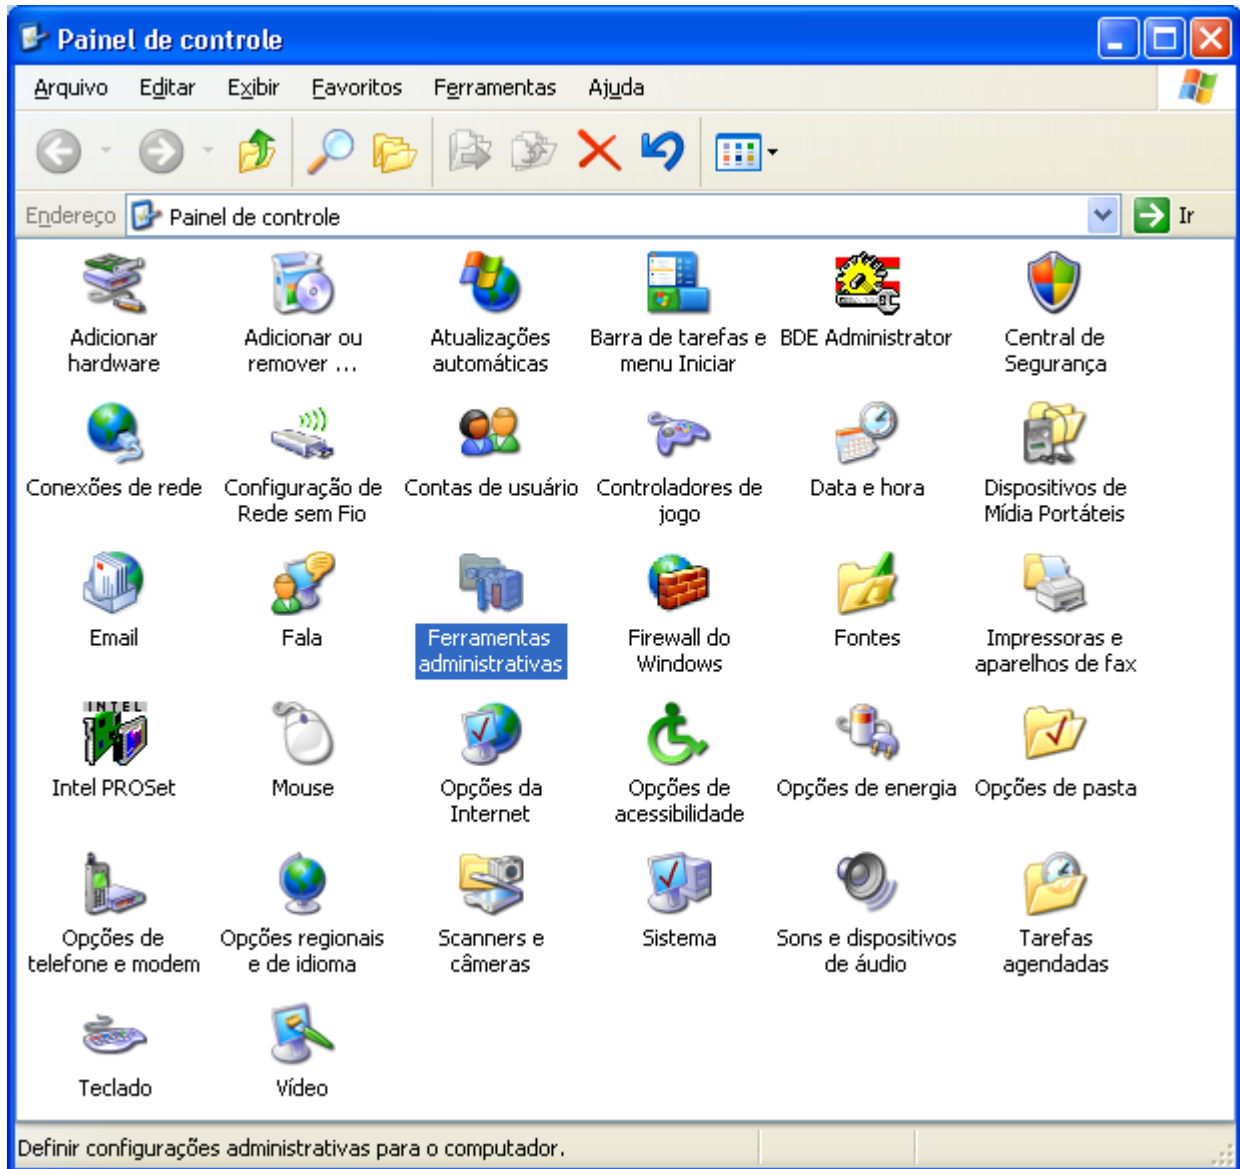 Painel de controle
Arquivo Editar Exibir Favoritos Ferramentas Ajuda
Endereço Painel de controle Ir
Adicionar hardware
Adicionar ou remover ...
Atualizações automáticas
Barra de tarefas e menu Iniciar
BDE Administrator
Central de Segurança
Conexões de rede
Configuração de Rede sem Fio
Contas de usuário
Controladores de jogo
Data e hora
Dispositivos de Mídia Portáteis
Email
Fala
Ferramentas administrativas
Firewall do Windows
Fontes
Impressoras e aparelhos de fax
INTEL
Intel PROSet
Mouse
Opções da Internet
Opções de acessibilidade
Opções de energia
Opções de pasta
Opções de telefone e modem
Opções regionais e de idioma
Scanners e câmeras
Sistema
Sons e dispositivos de áudio
Tarefas agendadas
Teclado
Vídeo
Definir configurações administrativas para o computador.